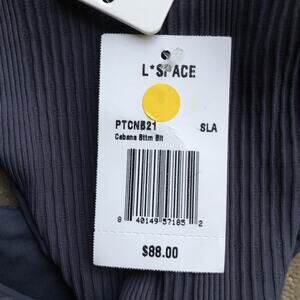 L*SPACE
PTCNB21 SLA
Cabana Bttm Blt
8 40149 57185 2
$88.00